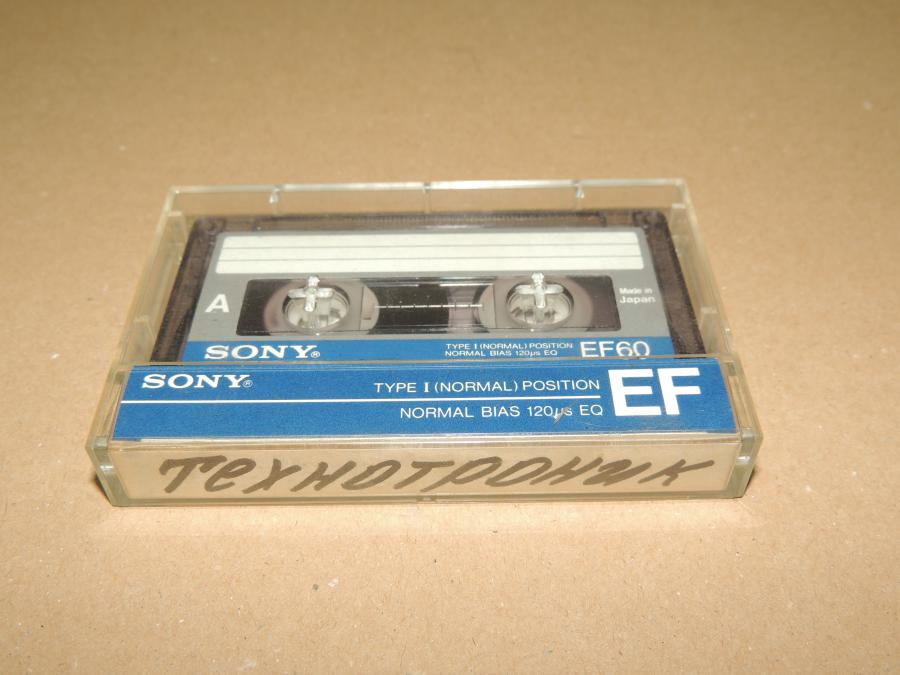 A
Made in
Japan
SONY®
TYPE I (NORMAL) POSITION
NORMAL BIAS 120µs EQ
EF60
SONY®
TYPE I (NORMAL) POSITION
NORMAL BIAS 120µs EQ
EF
ТЕХНОТРОНИК